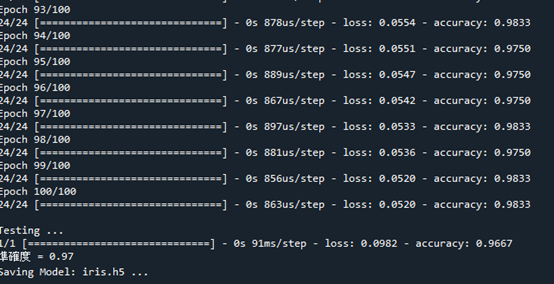 Epoch 93/100
24/24 [==============================] - 0s 878us/step - loss: 0.0554 - accuracy: 0.9833
Epoch 94/100
24/24 [==============================] - 0s 877us/step - loss: 0.0551 - accuracy: 0.9750
Epoch 95/100
24/24 [==============================] - 0s 889us/step - loss: 0.0547 - accuracy: 0.9750
Epoch 96/100
24/24 [==============================] - 0s 867us/step - loss: 0.0542 - accuracy: 0.9750
Epoch 97/100
24/24 [==============================] - 0s 897us/step - loss: 0.0533 - accuracy: 0.9833
Epoch 98/100
24/24 [==============================] - 0s 881us/step - loss: 0.0536 - accuracy: 0.9750
Epoch 99/100
24/24 [==============================] - 0s 856us/step - loss: 0.0520 - accuracy: 0.9833
Epoch 100/100
24/24 [==============================] - 0s 863us/step - loss: 0.0520 - accuracy: 0.9833
Testing ...
1/1 [==============================] - 0s 91ms/step - loss: 0.0982 - accuracy: 0.9667
準確度 = 0.97
Saving Model: iris.h5 ...